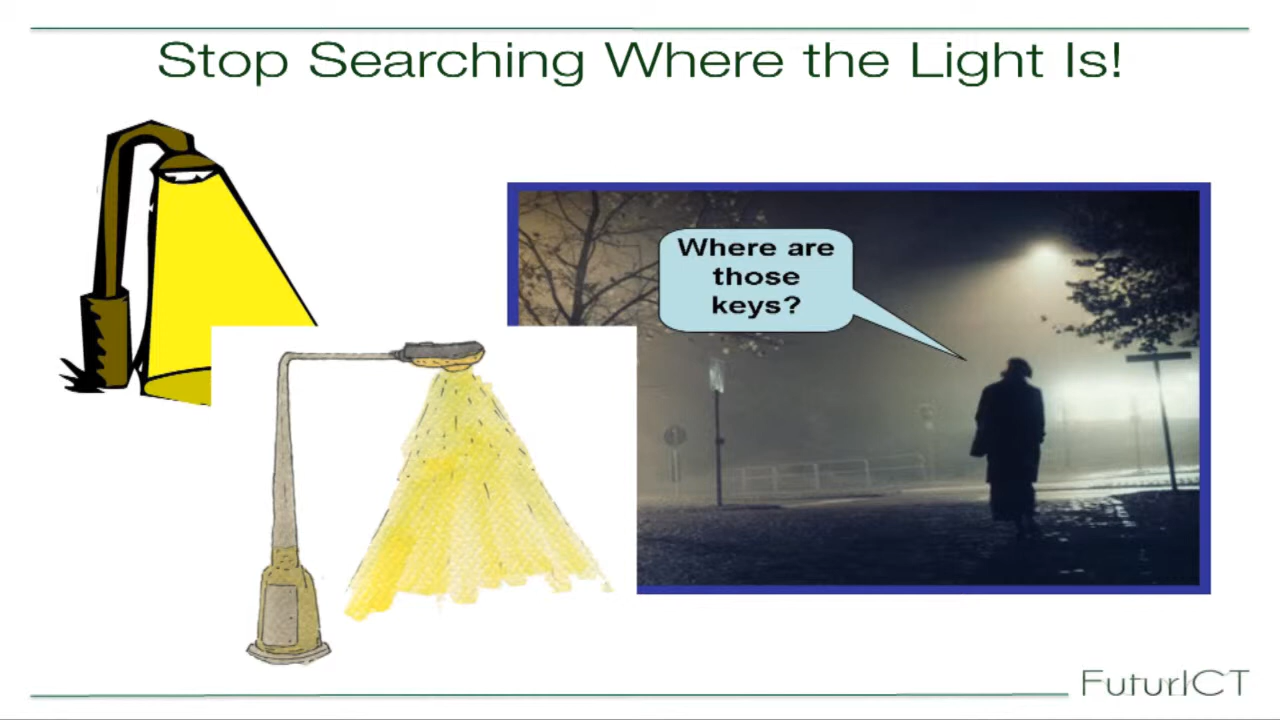 Stop Searching Where the Light Is!
Where are
those
keys?
FuturICT